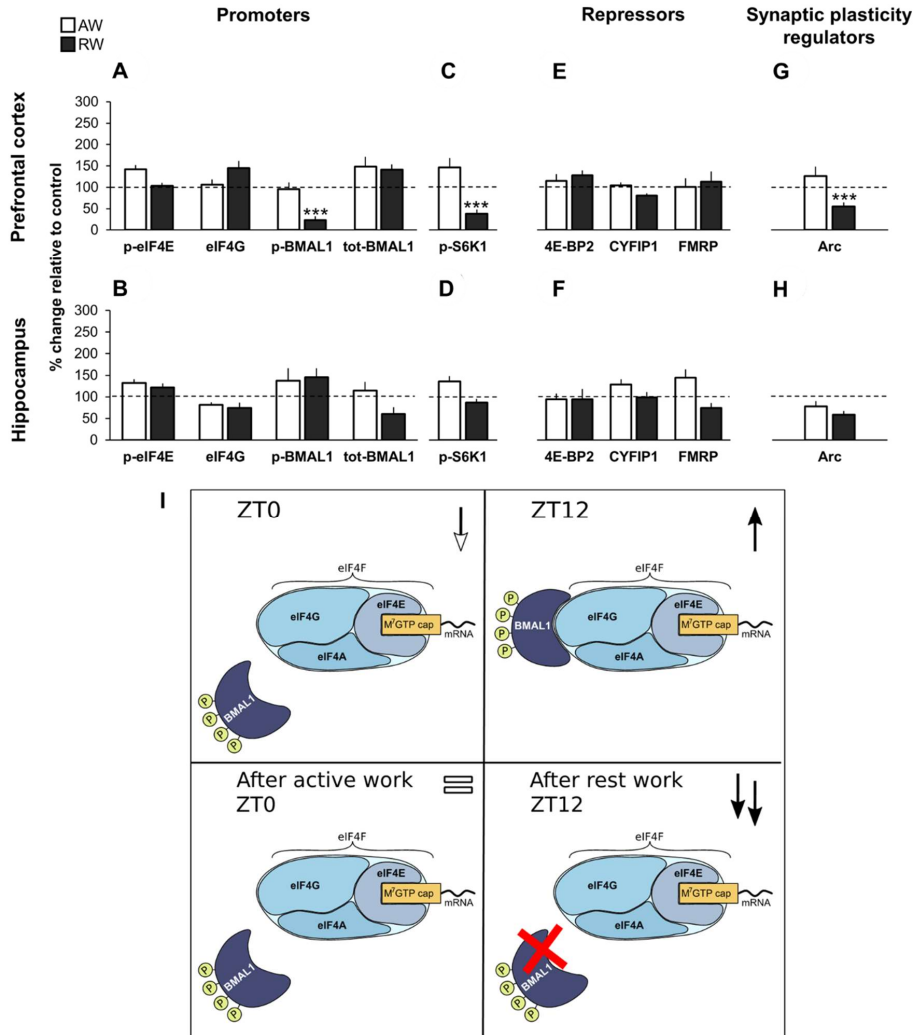 Promoters
Repressors
Synaptic plasticity
regulators
AW
RW
Prefrontal cortex
Hippocampus
% change relative to control
A
C
E
G
300
250
200
150
100
50
0
***
***
***
p-eIF4E eIF4G p-BMAL1 tot-BMAL1 p-S6K1 4E-BP2 CYFIP1 FMRP Arc
B
D
F
H
300
250
200
150
100
50
0
p-eIF4E eIF4G p-BMAL1 tot-BMAL1 p-S6K1 4E-BP2 CYFIP1 FMRP Arc
I
ZT0
eIF4F
eIF4G
eIF4E
M⁷GTP cap
mRNA
eIF4A
BMAL1
P
P
P
P
ZT12
eIF4F
eIF4G
eIF4E
M⁷GTP cap
mRNA
eIF4A
BMAL1
P
P
P
P
After active work
ZT0
eIF4F
eIF4G
eIF4E
M⁷GTP cap
mRNA
eIF4A
BMAL1
P
P
P
P
After rest work
ZT12
eIF4F
eIF4G
eIF4E
M⁷GTP cap
mRNA
eIF4A
BMAL1
P
P
P
P